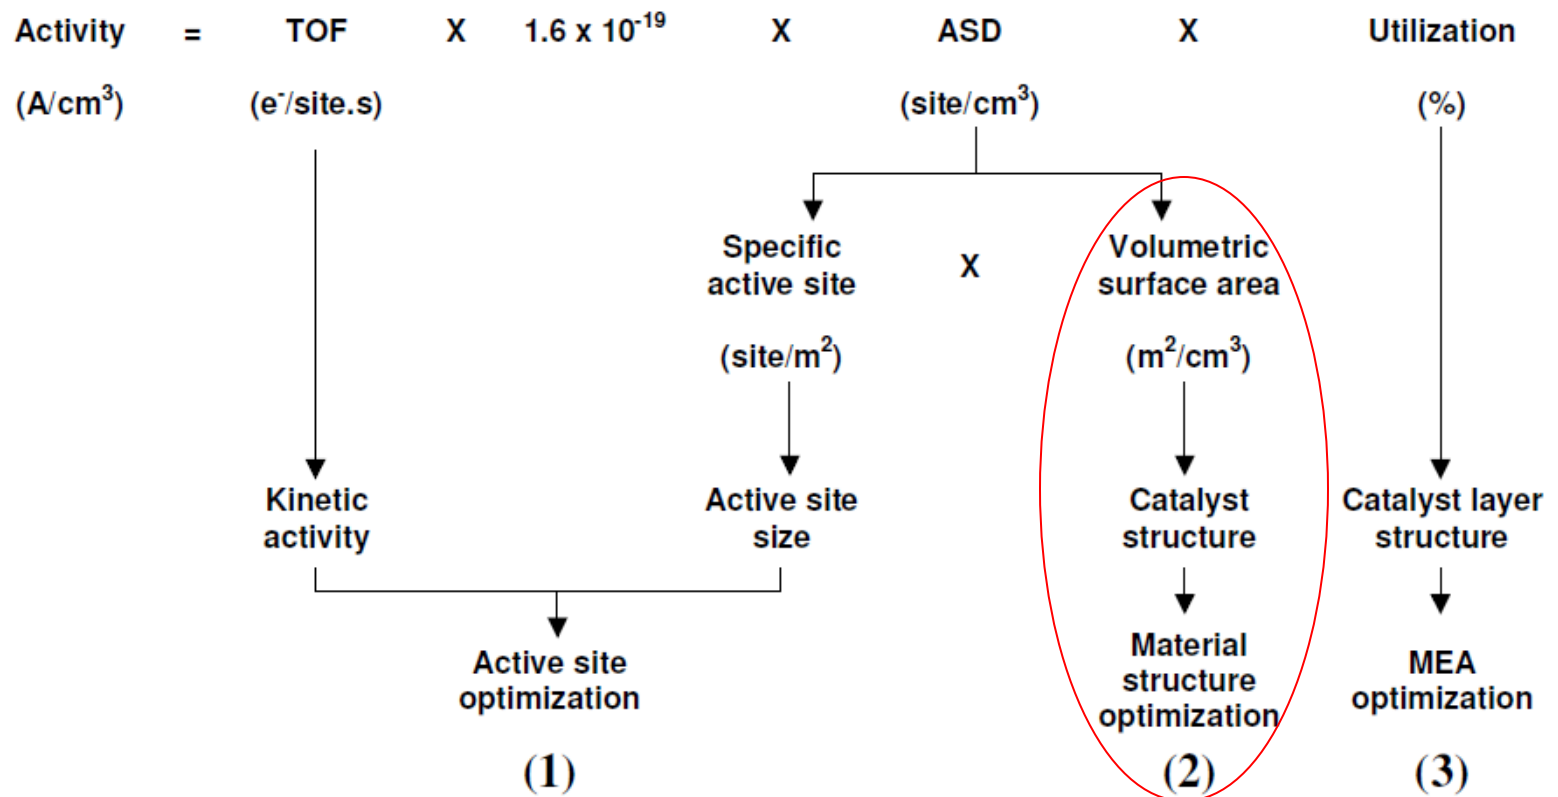 Activity = TOF X 1.6 x 10⁻¹⁹ X ASD X Utilization
(A/cm³) (e⁻/site.s) (site/cm³) (%)
Specific
active site
X
Volumetric
surface area
(site/m²) (m²/cm³)
Kinetic
activity
Active site
size
Catalyst
structure
Catalyst layer
structure
Active site
optimization
Material
structure
optimization
MEA
optimization
(1) (2) (3)